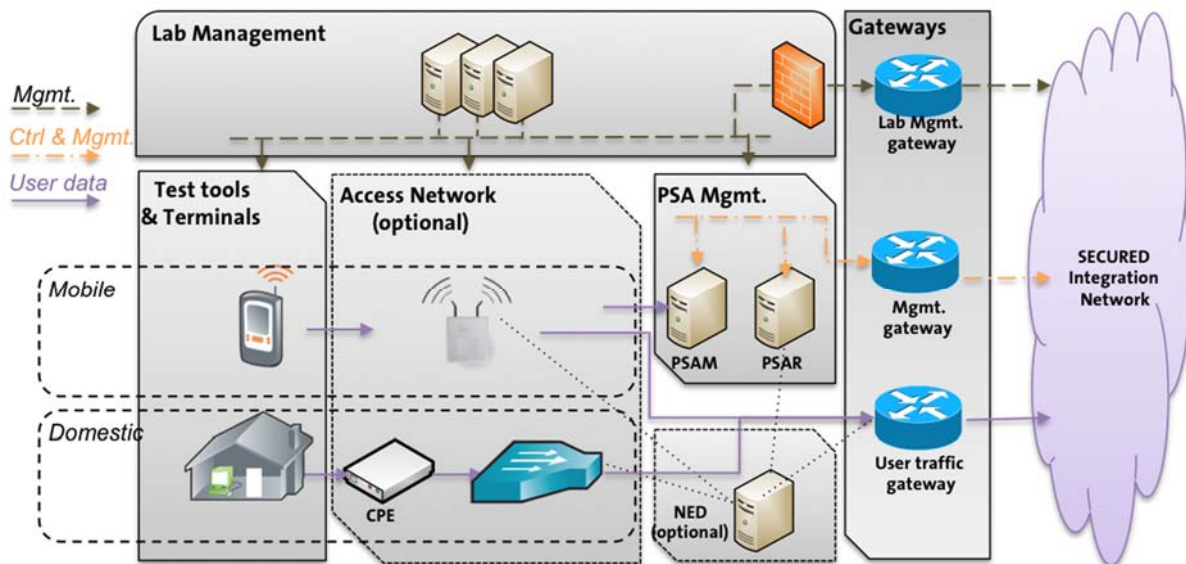 Lab Management
Gateways
Mgmt.
Ctrl & Mgmt.
User data
Lab Mgmt.
gateway
Test tools
& Terminals
Access Network
(optional)
PSA Mgmt.
Mobile
PSAM
PSAR
Mgmt.
gateway
SECURED
Integration
Network
Domestic
CPE
NED
(optional)
User traffic
gateway